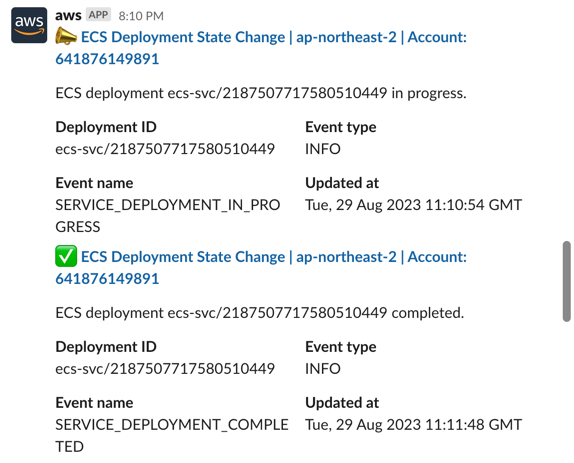 aws
aws APP 8:10 PM
ECS Deployment State Change | ap-northeast-2 | Account:
641876149891
ECS deployment ecs-svc/2187507717580510449 in progress.
Deployment ID Event type
ecs-svc/2187507717580510449 INFO
Event name Updated at
SERVICE_DEPLOYMENT_IN_PRO Tue, 29 Aug 2023 11:10:54 GMT
GRESS
ECS Deployment State Change | ap-northeast-2 | Account:
641876149891
ECS deployment ecs-svc/2187507717580510449 completed.
Deployment ID Event type
ecs-svc/2187507717580510449 INFO
Event name Updated at
SERVICE_DEPLOYMENT_COMPLE Tue, 29 Aug 2023 11:11:48 GMT
TED